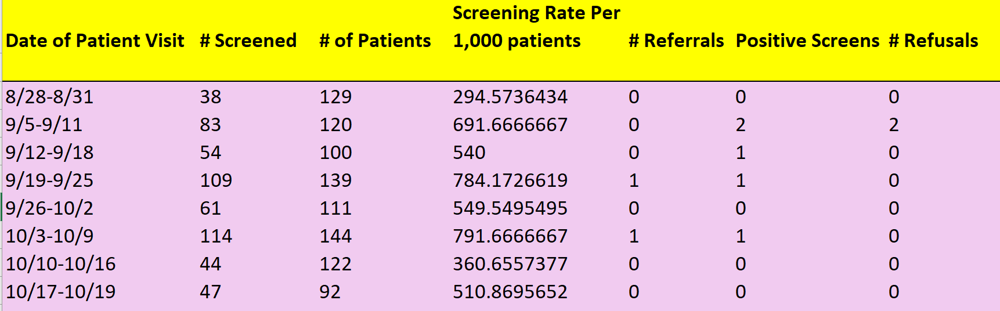 Screening Rate Per
Date of Patient Visit # Screened # of Patients 1,000 patients # Referrals Positive Screens # Refusals
8/28-8/31 38 129 294.5736434 0 0 0
9/5-9/11 83 120 691.6666667 0 2 2
9/12-9/18 54 100 540 0 1 0
9/19-9/25 109 139 784.1726619 1 1 0
9/26-10/2 61 111 549.5495495 0 0 0
10/3-10/9 114 144 791.6666667 1 1 0
10/10-10/16 44 122 360.6557377 0 0 0
10/17-10/19 47 92 510.8695652 0 0 0